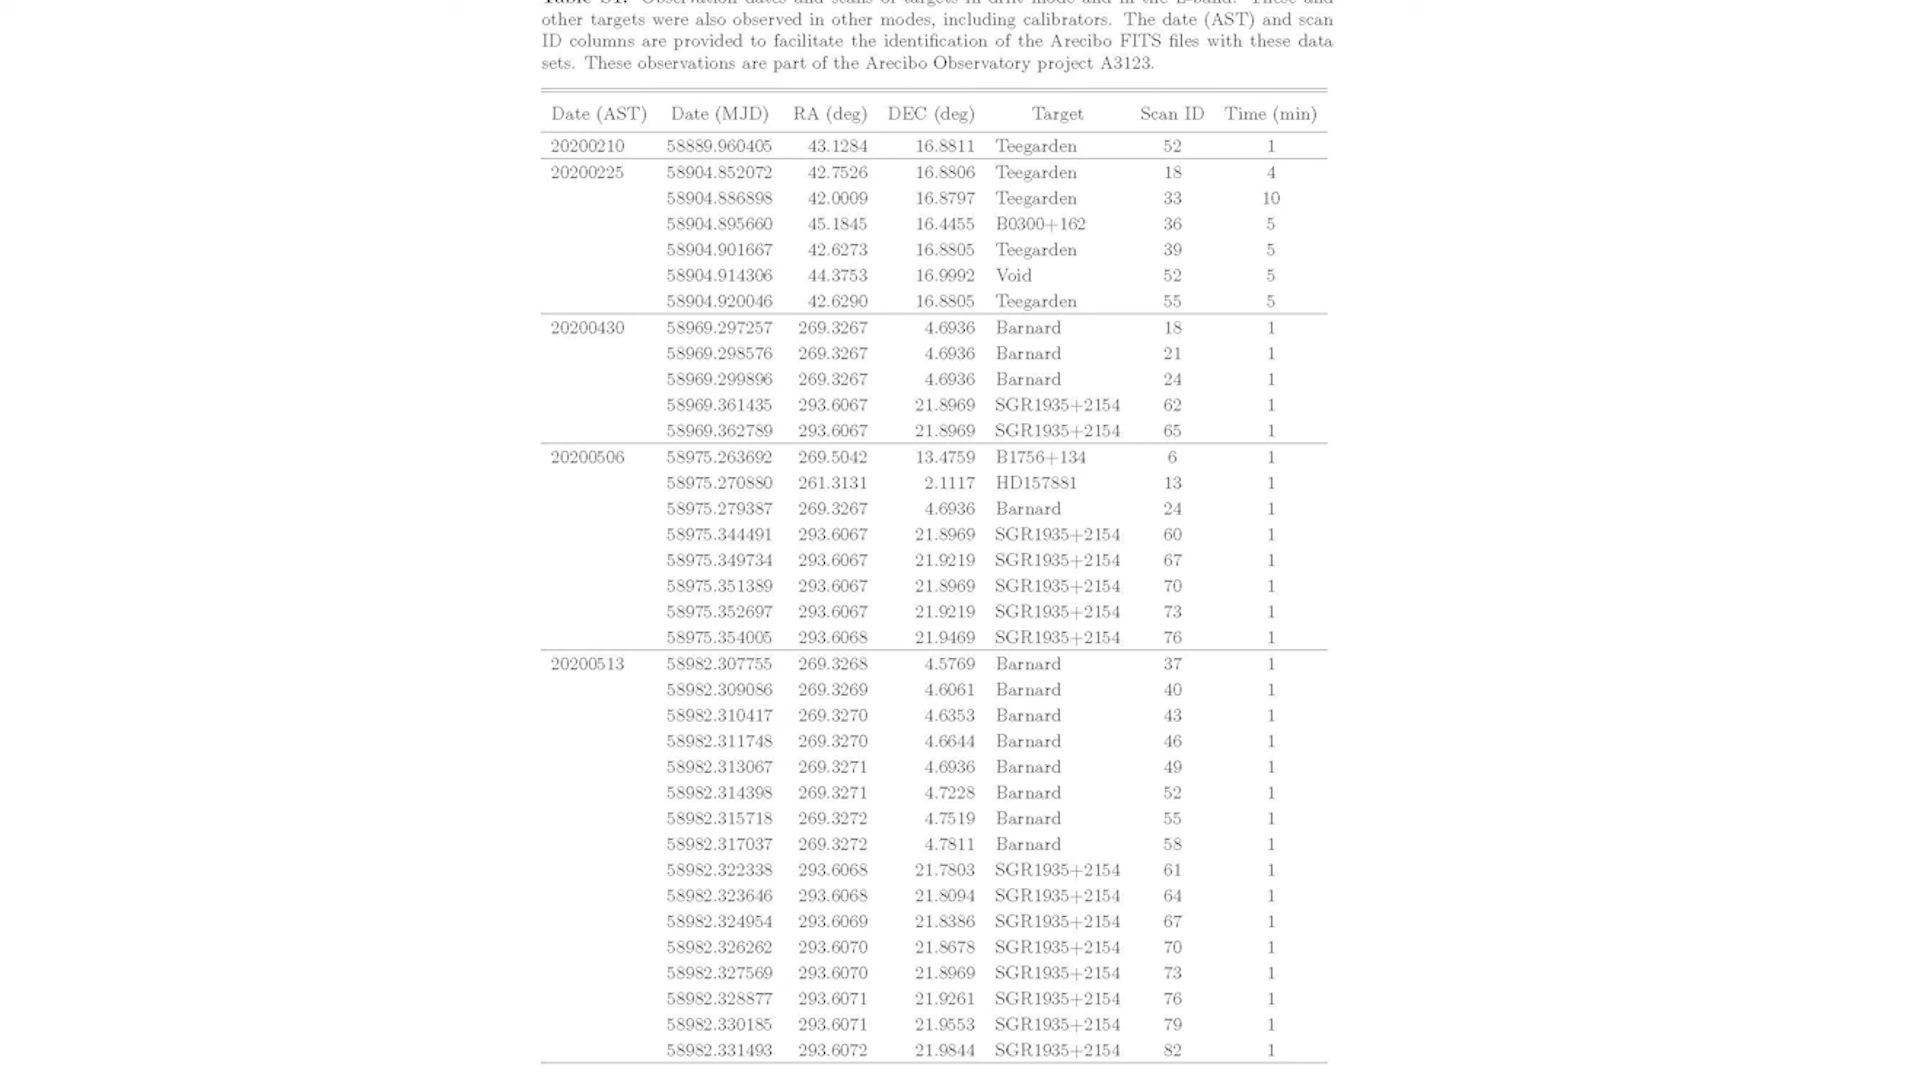 other targets were also observed in other modes, including calibrators. The date (AST) and scan
ID columns are provided to facilitate the identification of the Arecibo FITS files with these data
sets. These observations are part of the Arecibo Observatory project A3123.
Date (AST) Date (MJD) RA (deg) DEC (deg) Target Scan ID Time (min)
20200210 58889.960405 43.1284 16.8811 Teegarden 52 1
20200225 58904.852072 42.7526 16.8806 Teegarden 18 4
58904.886898 42.0009 16.8797 Teegarden 33 10
58904.895660 45.1845 16.4455 B0300+162 36 5
58904.901667 42.6273 16.8805 Teegarden 39 5
58904.914306 44.3753 16.9992 Void 52 5
58904.920046 42.6290 16.8805 Teegarden 55 5
20200430 58969.297257 269.3267 4.6936 Barnard 18 1
58969.298576 269.3267 4.6936 Barnard 21 1
58969.299896 269.3267 4.6936 Barnard 24 1
58969.361435 293.6067 21.8969 SGR1935+2154 62 1
58969.362789 293.6067 21.8969 SGR1935+2154 65 1
20200506 58975.263692 269.5042 13.4759 B1756+134 6 1
58975.270880 261.3131 2.1117 HD157881 13 1
58975.279387 269.3267 4.6936 Barnard 24 1
58975.344491 293.6067 21.8969 SGR1935+2154 60 1
58975.349734 293.6067 21.9219 SGR1935+2154 67 1
58975.351389 293.6067 21.8969 SGR1935+2154 70 1
58975.352697 293.6067 21.9219 SGR1935+2154 73 1
58975.354005 293.6068 21.9469 SGR1935+2154 76 1
20200513 58982.307755 269.3268 4.5769 Barnard 37 1
58982.309086 269.3269 4.6061 Barnard 40 1
58982.310417 269.3270 4.6353 Barnard 43 1
58982.311748 269.3270 4.6644 Barnard 46 1
58982.313067 269.3271 4.6936 Barnard 49 1
58982.314398 269.3271 4.7228 Barnard 52 1
58982.315718 269.3272 4.7519 Barnard 55 1
58982.317037 269.3272 4.7811 Barnard 58 1
58982.322338 293.6068 21.7803 SGR1935+2154 61 1
58982.323646 293.6068 21.8094 SGR1935+2154 64 1
58982.324954 293.6069 21.8386 SGR1935+2154 67 1
58982.326262 293.6070 21.8678 SGR1935+2154 70 1
58982.327569 293.6070 21.8969 SGR1935+2154 73 1
58982.328877 293.6071 21.9261 SGR1935+2154 76 1
58982.330185 293.6071 21.9553 SGR1935+2154 79 1
58982.331493 293.6072 21.9844 SGR1935+2154 82 1